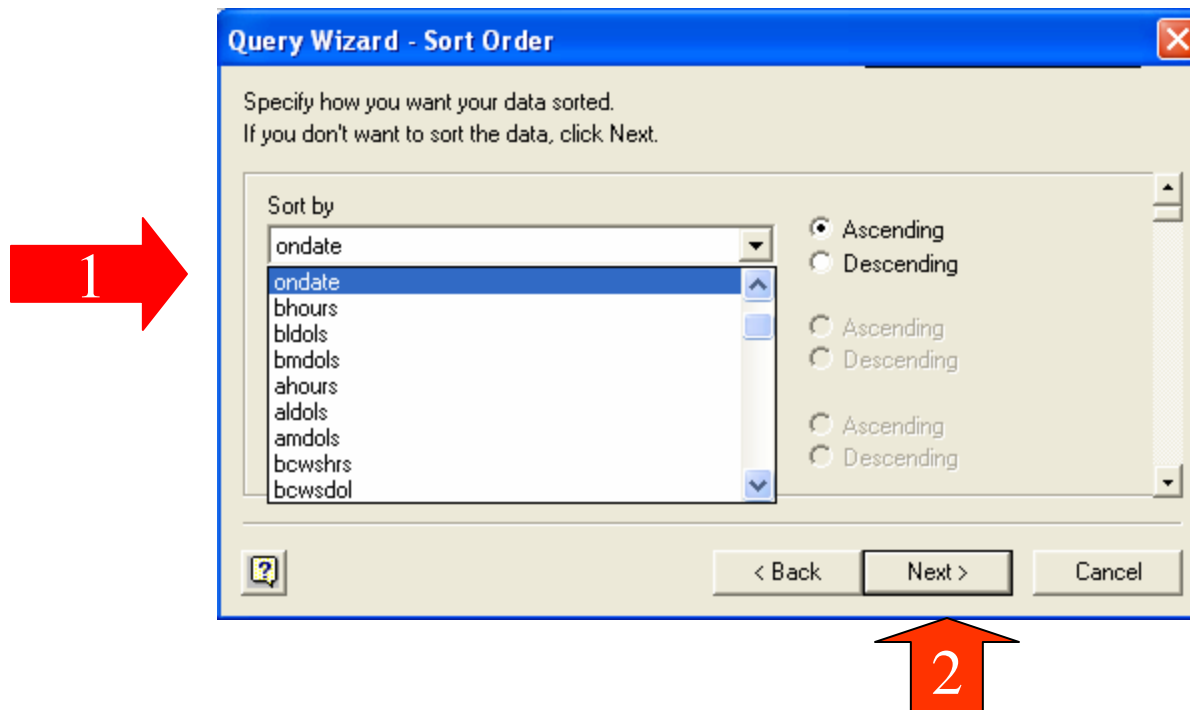 Query Wizard - Sort Order
Specify how you want your data sorted.
If you don't want to sort the data, click Next.
Sort by
ondate
Ascending
Descending
ondate
bhours
bldols
bmdols
ahours
aldols
amdols
bcwshrs
bcwsdol
Ascending
Descending
Ascending
Descending
1
< Back
Next >
Cancel
2